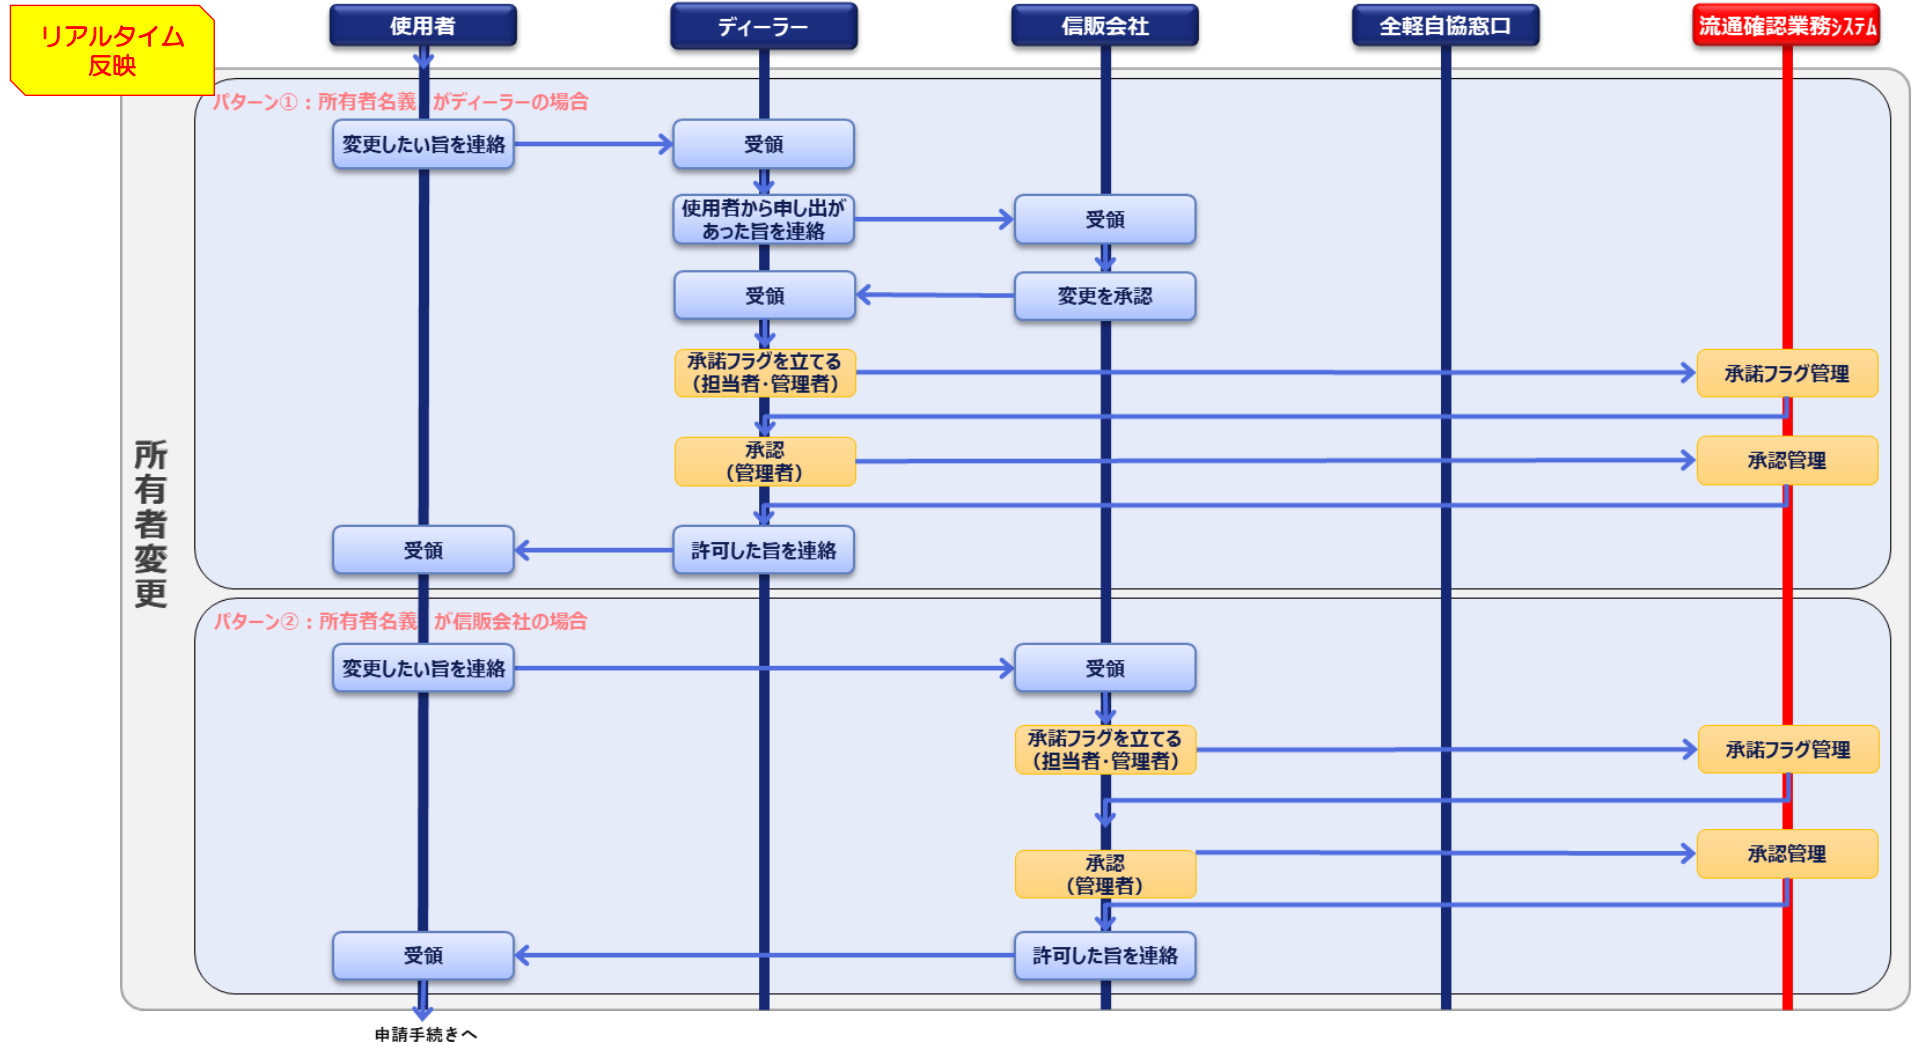 リアルタイム
反映
使用者
ディーラー
信販会社
全軽自協窓口
流通確認業務システム
所有者変更
パターン①：所有者名義 がディーラーの場合
変更したい旨を連絡
受領
使用者から申し出が
あった旨を連絡
受領
受領
変更を承認
承諾フラグを立てる
（担当者・管理者）
承諾フラグ管理
承認
（管理者）
承認管理
受領
許可した旨を連絡
パターン②：所有者名義 が信販会社の場合
変更したい旨を連絡
受領
承諾フラグを立てる
（担当者・管理者）
承諾フラグ管理
承認
（管理者）
承認管理
受領
許可した旨を連絡
申請手続きへ